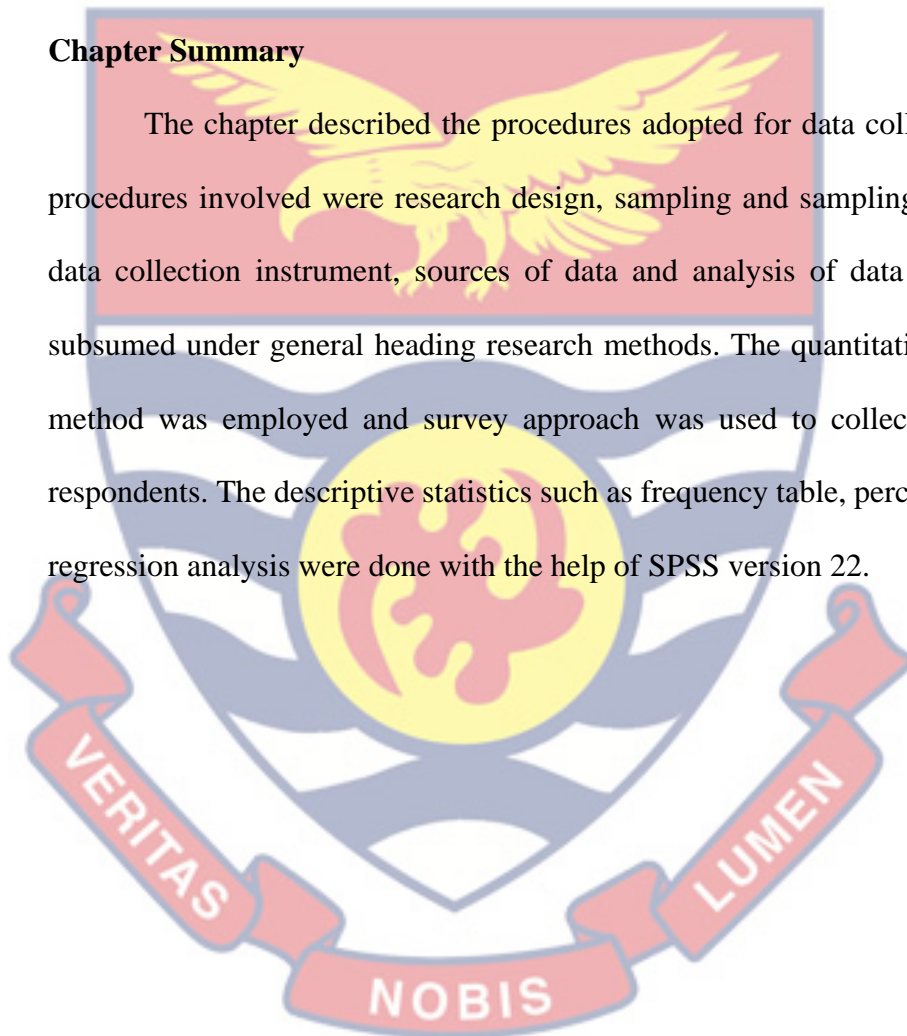 Chapter Summary
The chapter described the procedures adopted for data coll
procedures involved were research design, sampling and sampling
data collection instrument, sources of data and analysis of data
subsumed under general heading research methods. The quantitati
method was employed and survey approach was used to collec
respondents. The descriptive statistics such as frequency table, perc
regression analysis were done with the help of SPSS version 22.
VERITAS
NOBIS
LUMEN